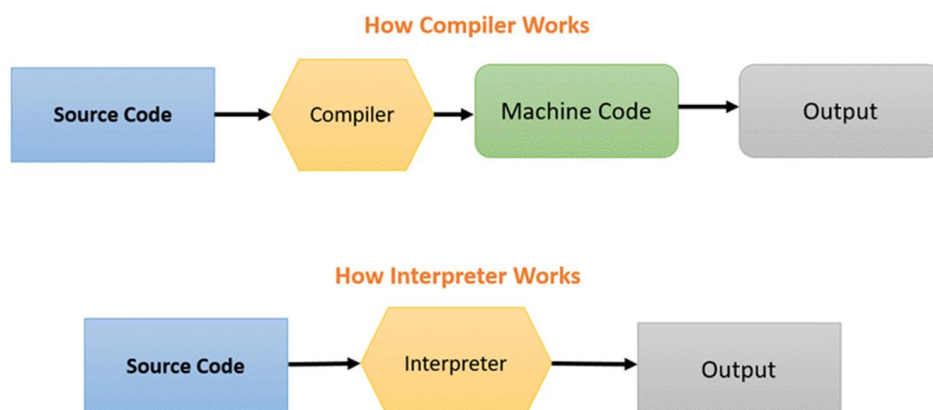 How Compiler Works
Source Code
Compiler
Machine Code
Output
How Interpreter Works
Source Code
Interpreter
Output